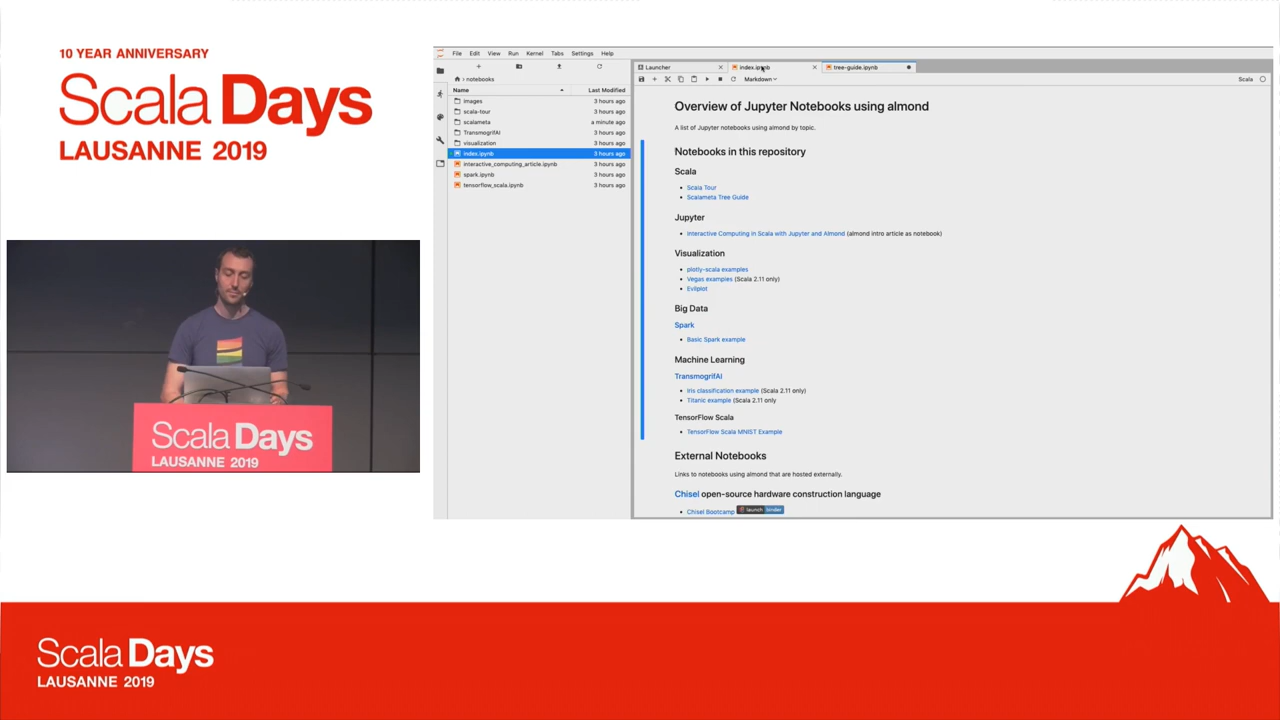 10 YEAR ANNIVERSARY
Scala Days
LAUSANNE 2019
Scala Days
LAUSANNE 2019
File Edit View Run Kernel Tabs Settings Help
notebooks
Name Last Modified
images 3 hours ago
scala-tour 3 hours ago
scalameta a minute ago
TransmogrifAI 3 hours ago
visualization 3 hours ago
index.ipynb 3 hours ago
interactive_computing_article.ipynb 3 hours ago
spark.ipynb 3 hours ago
tensorflow_scala.ipynb 3 hours ago
Launcher index.ipynb tree-guide.ipynb
Markdown Scala
Overview of Jupyter Notebooks using almond
A list of Jupyter notebooks using almond by topic.
Notebooks in this repository
Scala
Scala Tour
Scalameta Tree Guide
Jupyter
Interactive Computing in Scala with Jupyter and Almond (almond intro article as notebook)
Visualization
plotly-scala examples
Vegas examples (Scala 2.11 only)
Evilplot
Big Data
Spark
Basic Spark example
Machine Learning
TransmogrifAI
Iris classification example (Scala 2.11 only)
Titanic example (Scala 2.11 only
TensorFlow Scala
TensorFlow Scala MNIST Example
External Notebooks
Links to notebooks using almond that are hosted externally.
Chisel open-source hardware construction language
Chisel Bootcamp launch binder
Scala Days
LAUSANNE 2019